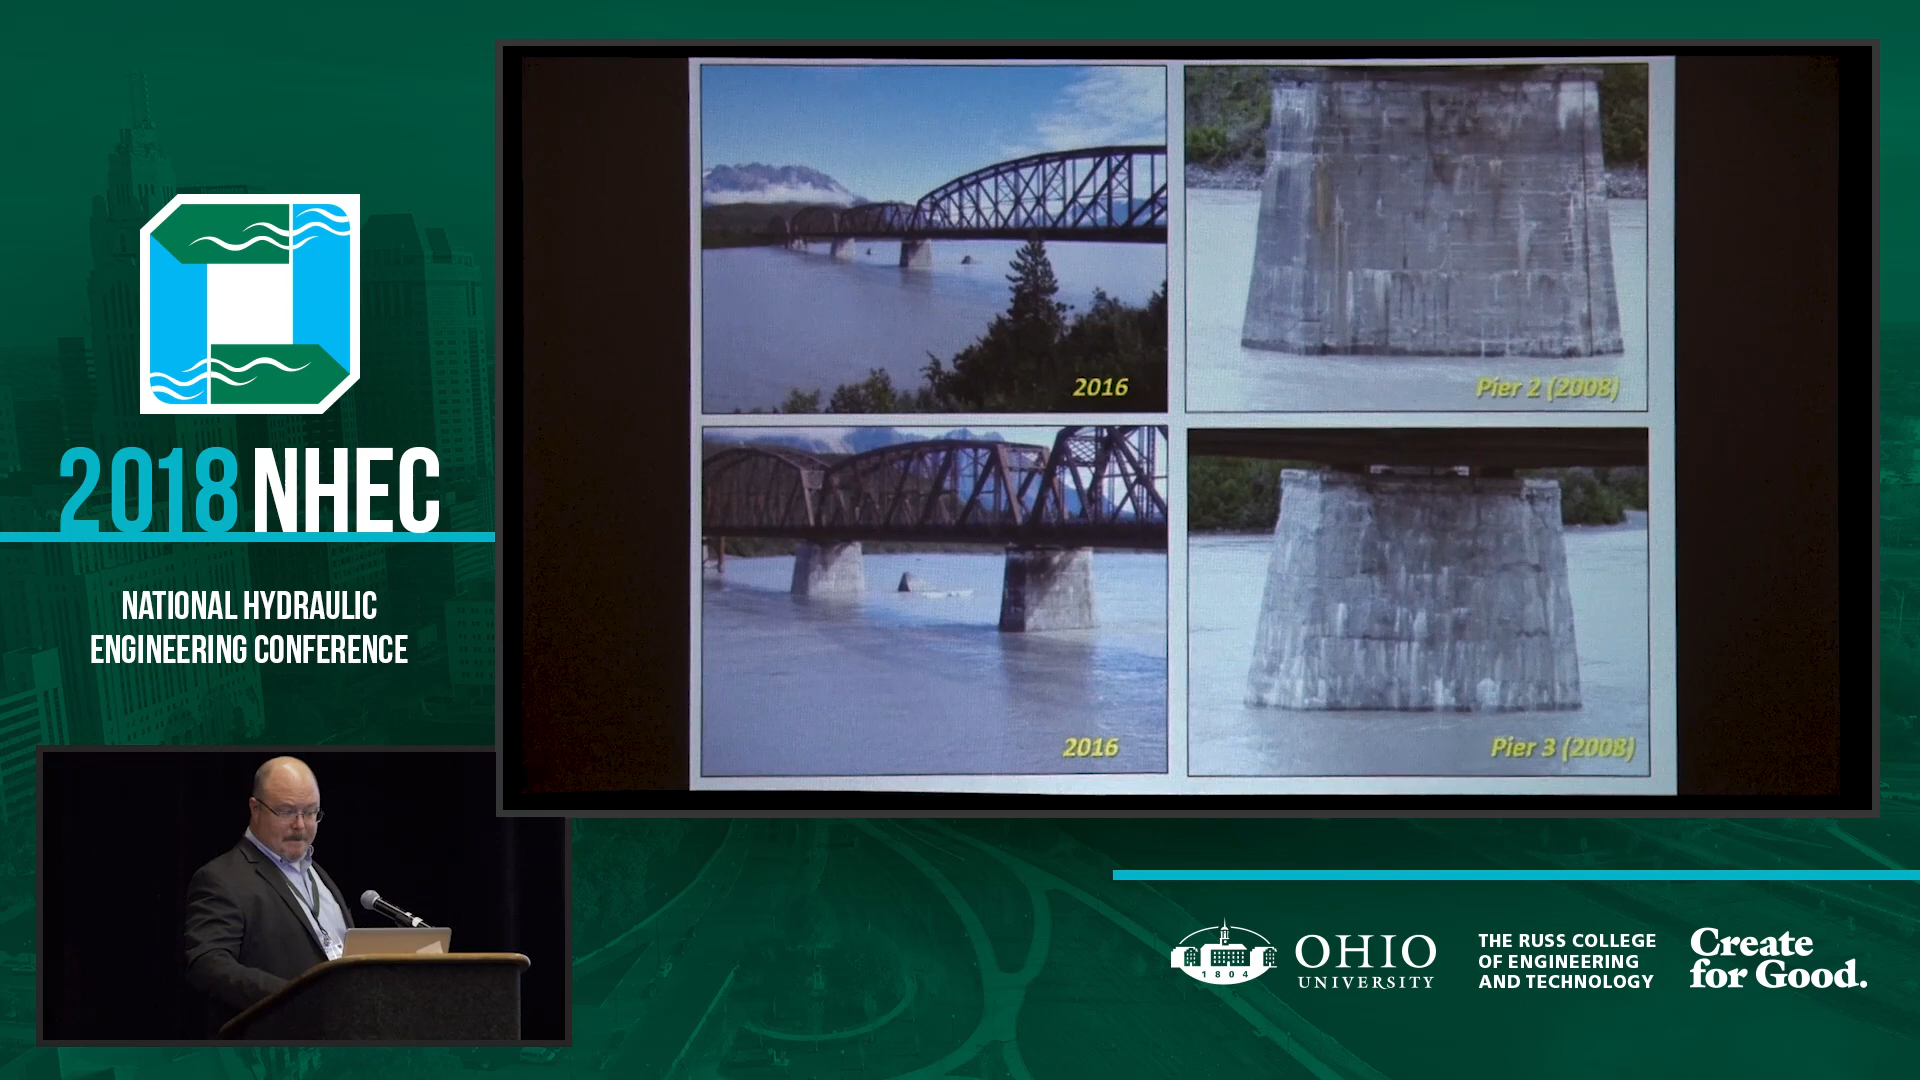 2018 NHEC
NATIONAL HYDRAULIC
ENGINEERING CONFERENCE
2016
Pier 2 (2008)
2016
Pier 3 (2008)
1804
OHIO
UNIVERSITY
THE RUSS COLLEGE
OF ENGINEERING
AND TECHNOLOGY
Create
for Good.